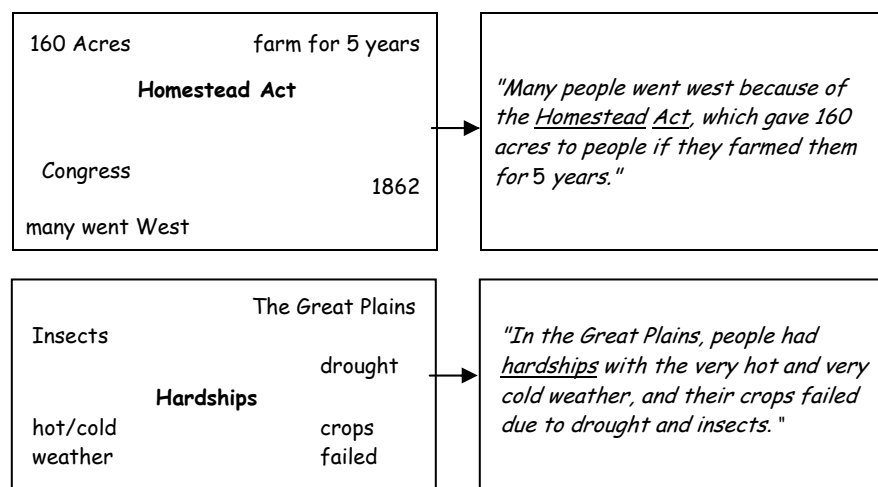 160 Acres farm for 5 years
Homestead Act
Congress
1862
many went West
"Many people went west because of
the Homestead Act, which gave 160
acres to people if they farmed them
for 5 years."
The Great Plains
Insects
drought
Hardships
hot/cold crops
weather failed
"In the Great Plains, people had
hardships with the very hot and very
cold weather, and their crops failed
due to drought and insects. "